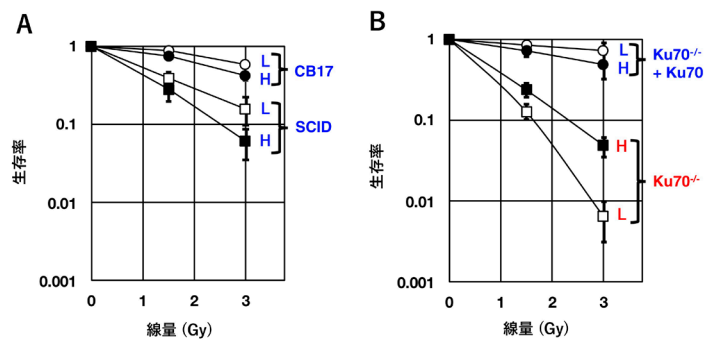 A
1
0.1
0.01
0.001
0
1
2
3
生存率
線量 (Gy)
L
H
CB17
L
H
SCID
B
1
0.1
0.01
0.001
0
1
2
3
生存率
線量 (Gy)
L
H
Ku70-/-
+ Ku70
H
L
Ku70-/-